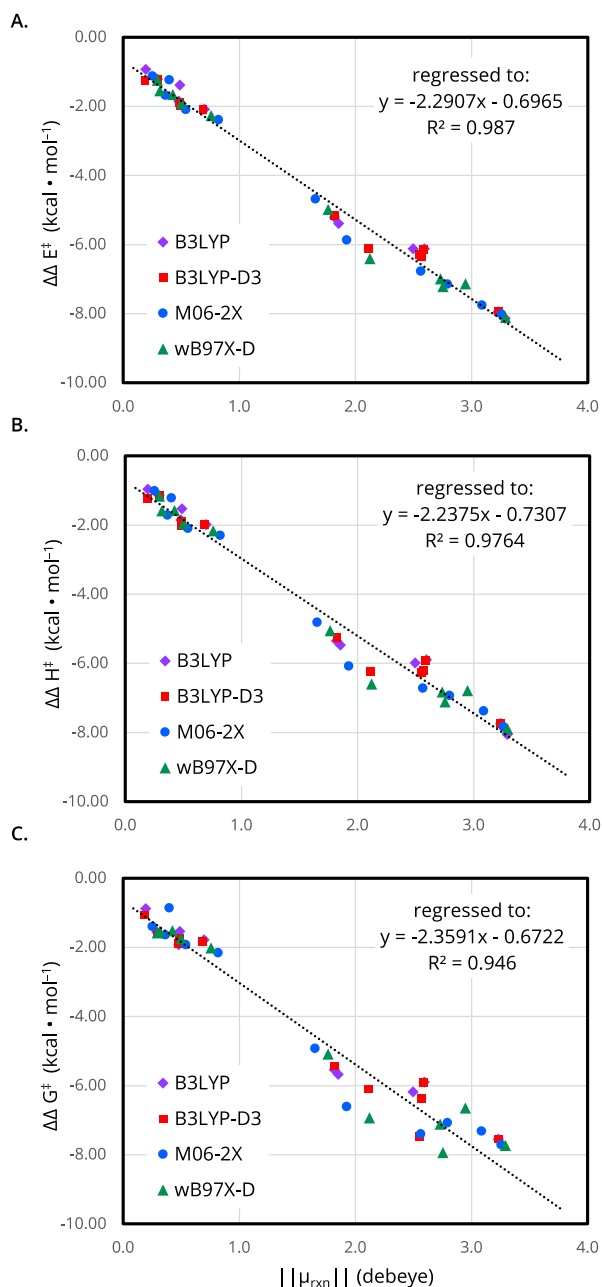 A.
0.00
-2.00
-4.00
-6.00
-8.00
-10.00
ΔΔ E‡ (kcal • mol⁻¹)
regressed to:
y = -2.2907x - 0.6965
R² = 0.987
B3LYP
B3LYP-D3
M06-2X
wB97X-D
0.0 1.0 2.0 3.0 4.0
B.
0.00
-2.00
-4.00
-6.00
-8.00
-10.00
ΔΔ H‡ (kcal • mol⁻¹)
regressed to:
y = -2.2375x - 0.7307
R² = 0.9764
B3LYP
B3LYP-D3
M06-2X
wB97X-D
0.0 1.0 2.0 3.0 4.0
C.
0.00
-2.00
-4.00
-6.00
-8.00
-10.00
ΔΔ G‡ (kcal • mol⁻¹)
regressed to:
y = -2.3591x - 0.6722
R² = 0.946
B3LYP
B3LYP-D3
M06-2X
wB97X-D
0.0 1.0 2.0 3.0 4.0
||μrxn|| (debeye)